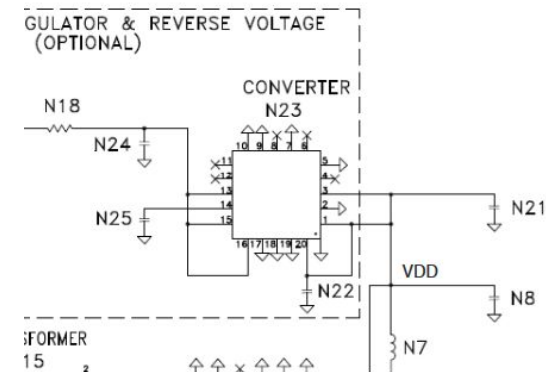 GULATOR & REVERSE VOLTAGE
(OPTIONAL)
CONVERTER
N23
N18
N24
10 9 8 7 6
11
12
13
14
15
5
4
3
2
1
16 17 18 19 20
N25
N21
N22
VDD
N8
N7
SFORMER
15
2